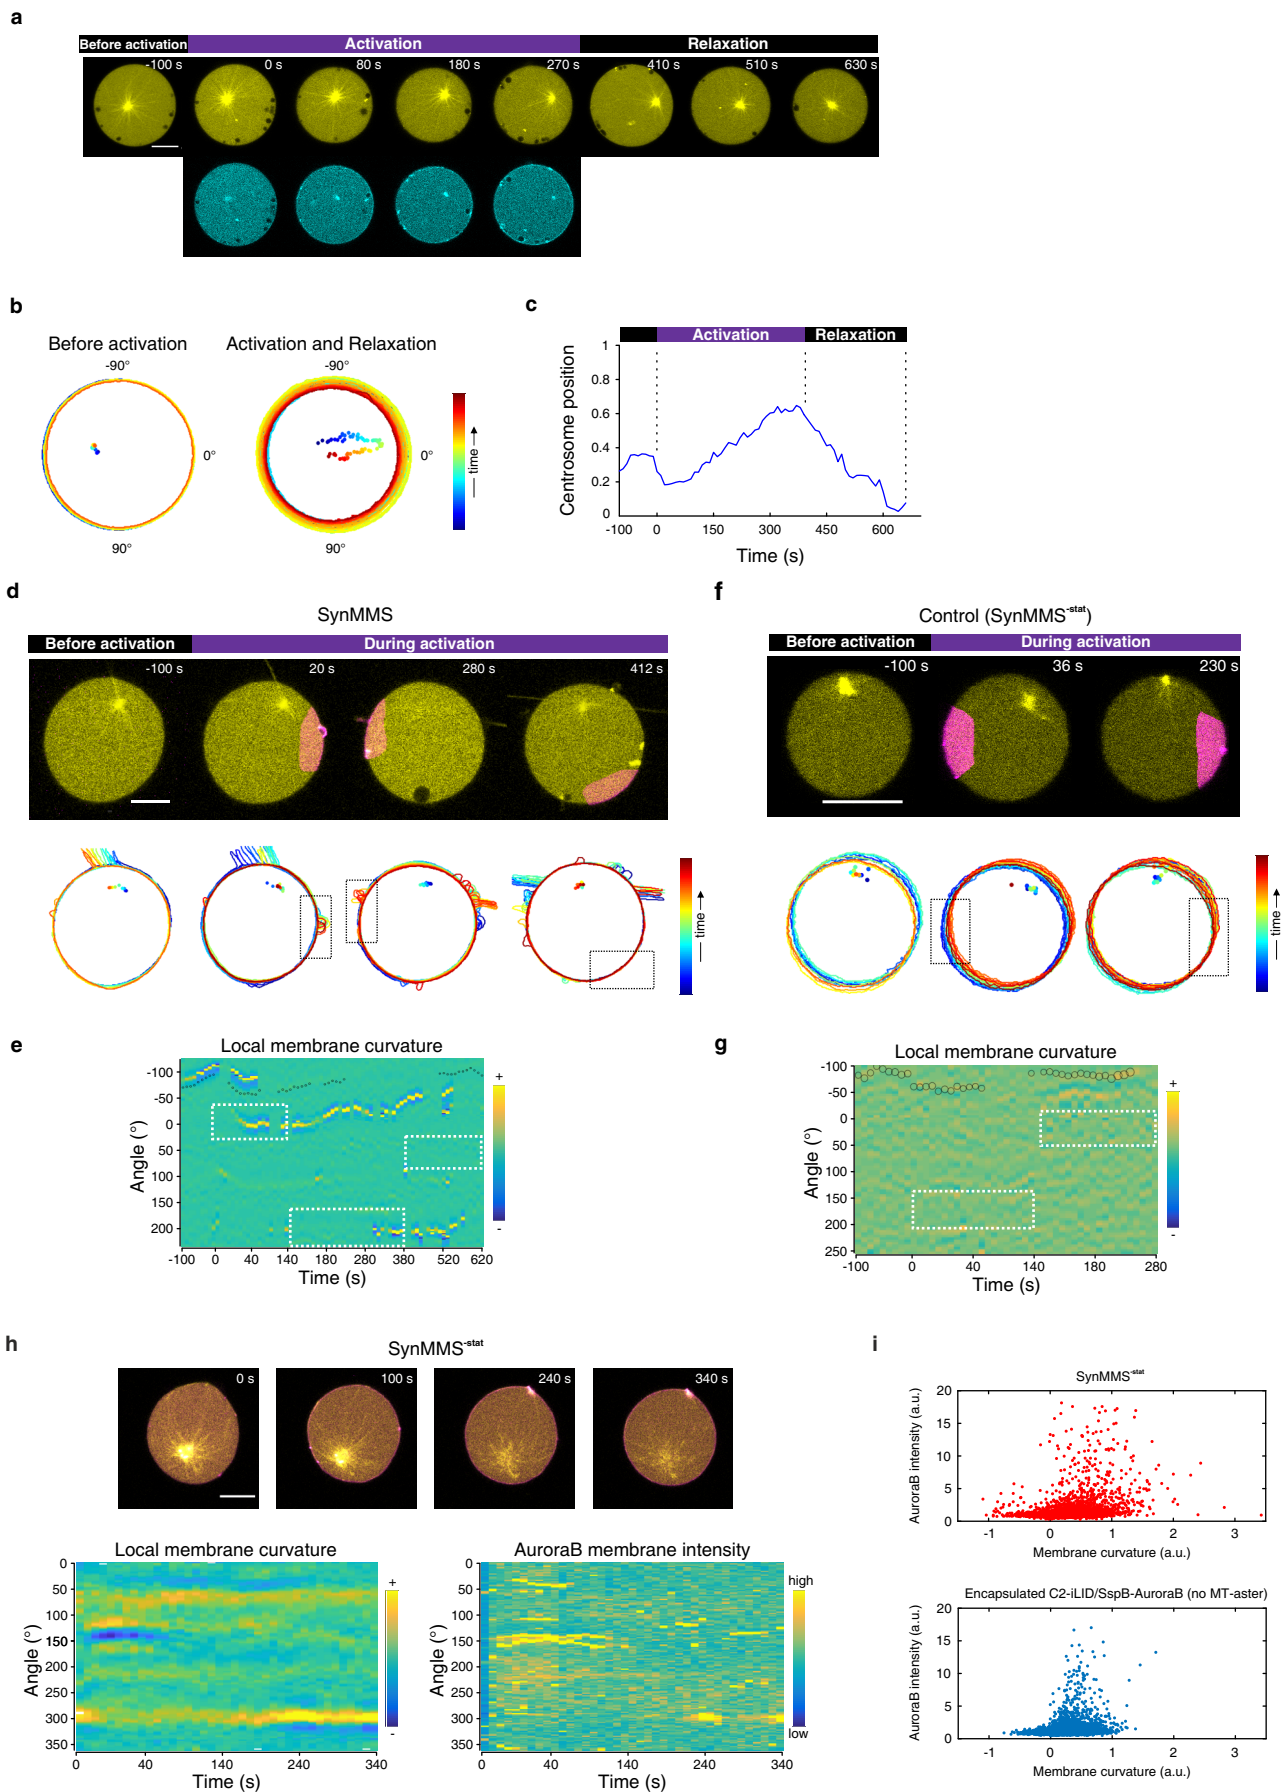 a
Before activation
Activation
Relaxation
-100 s
0 s
80 s
180 s
270 s
410 s
510 s
630 s
b
Before activation
Activation and Relaxation
-90°
-90°
0°
0°
90°
90°
time
c
Activation
Relaxation
1
0.8
0.6
0.4
0.2
0
Centrosome position
-100
0
150
300
450
600
Time (s)
d
SynMMS
Before activation
During activation
-100 s
20 s
280 s
412 s
time
e
Local membrane curvature
-100
-50
0
50
100
150
200
Angle (°)
+
-
-100
0
40
140
180
280
380
520
620
Time (s)
f
Control (SynMMS-stat)
Before activation
During activation
-100 s
36 s
230 s
time
g
Local membrane curvature
-100
-50
0
50
100
150
200
250
Angle (°)
+
-
-100
0
40
140
180
280
Time (s)
h
SynMMS-stat
0 s
100 s
240 s
340 s
Local membrane curvature
0
50
100
150
200
250
300
350
Angle (°)
+
-
0
40
140
240
340
Time (s)
AuroraB membrane intensity
0
50
100
150
200
250
300
350
Angle (°)
high
low
0
40
140
240
340
Time (s)
i
SynMMS-stat
20
15
10
5
0
AuroraB intensity (a.u.)
-1
0
1
2
3
Membrane curvature (a.u.)
Encapsulated C2-iLID/SspB-AuroraB (no MT-aster)
20
15
10
5
0
AuroraB intensity (a.u.)
-1
0
1
2
3
Membrane curvature (a.u.)